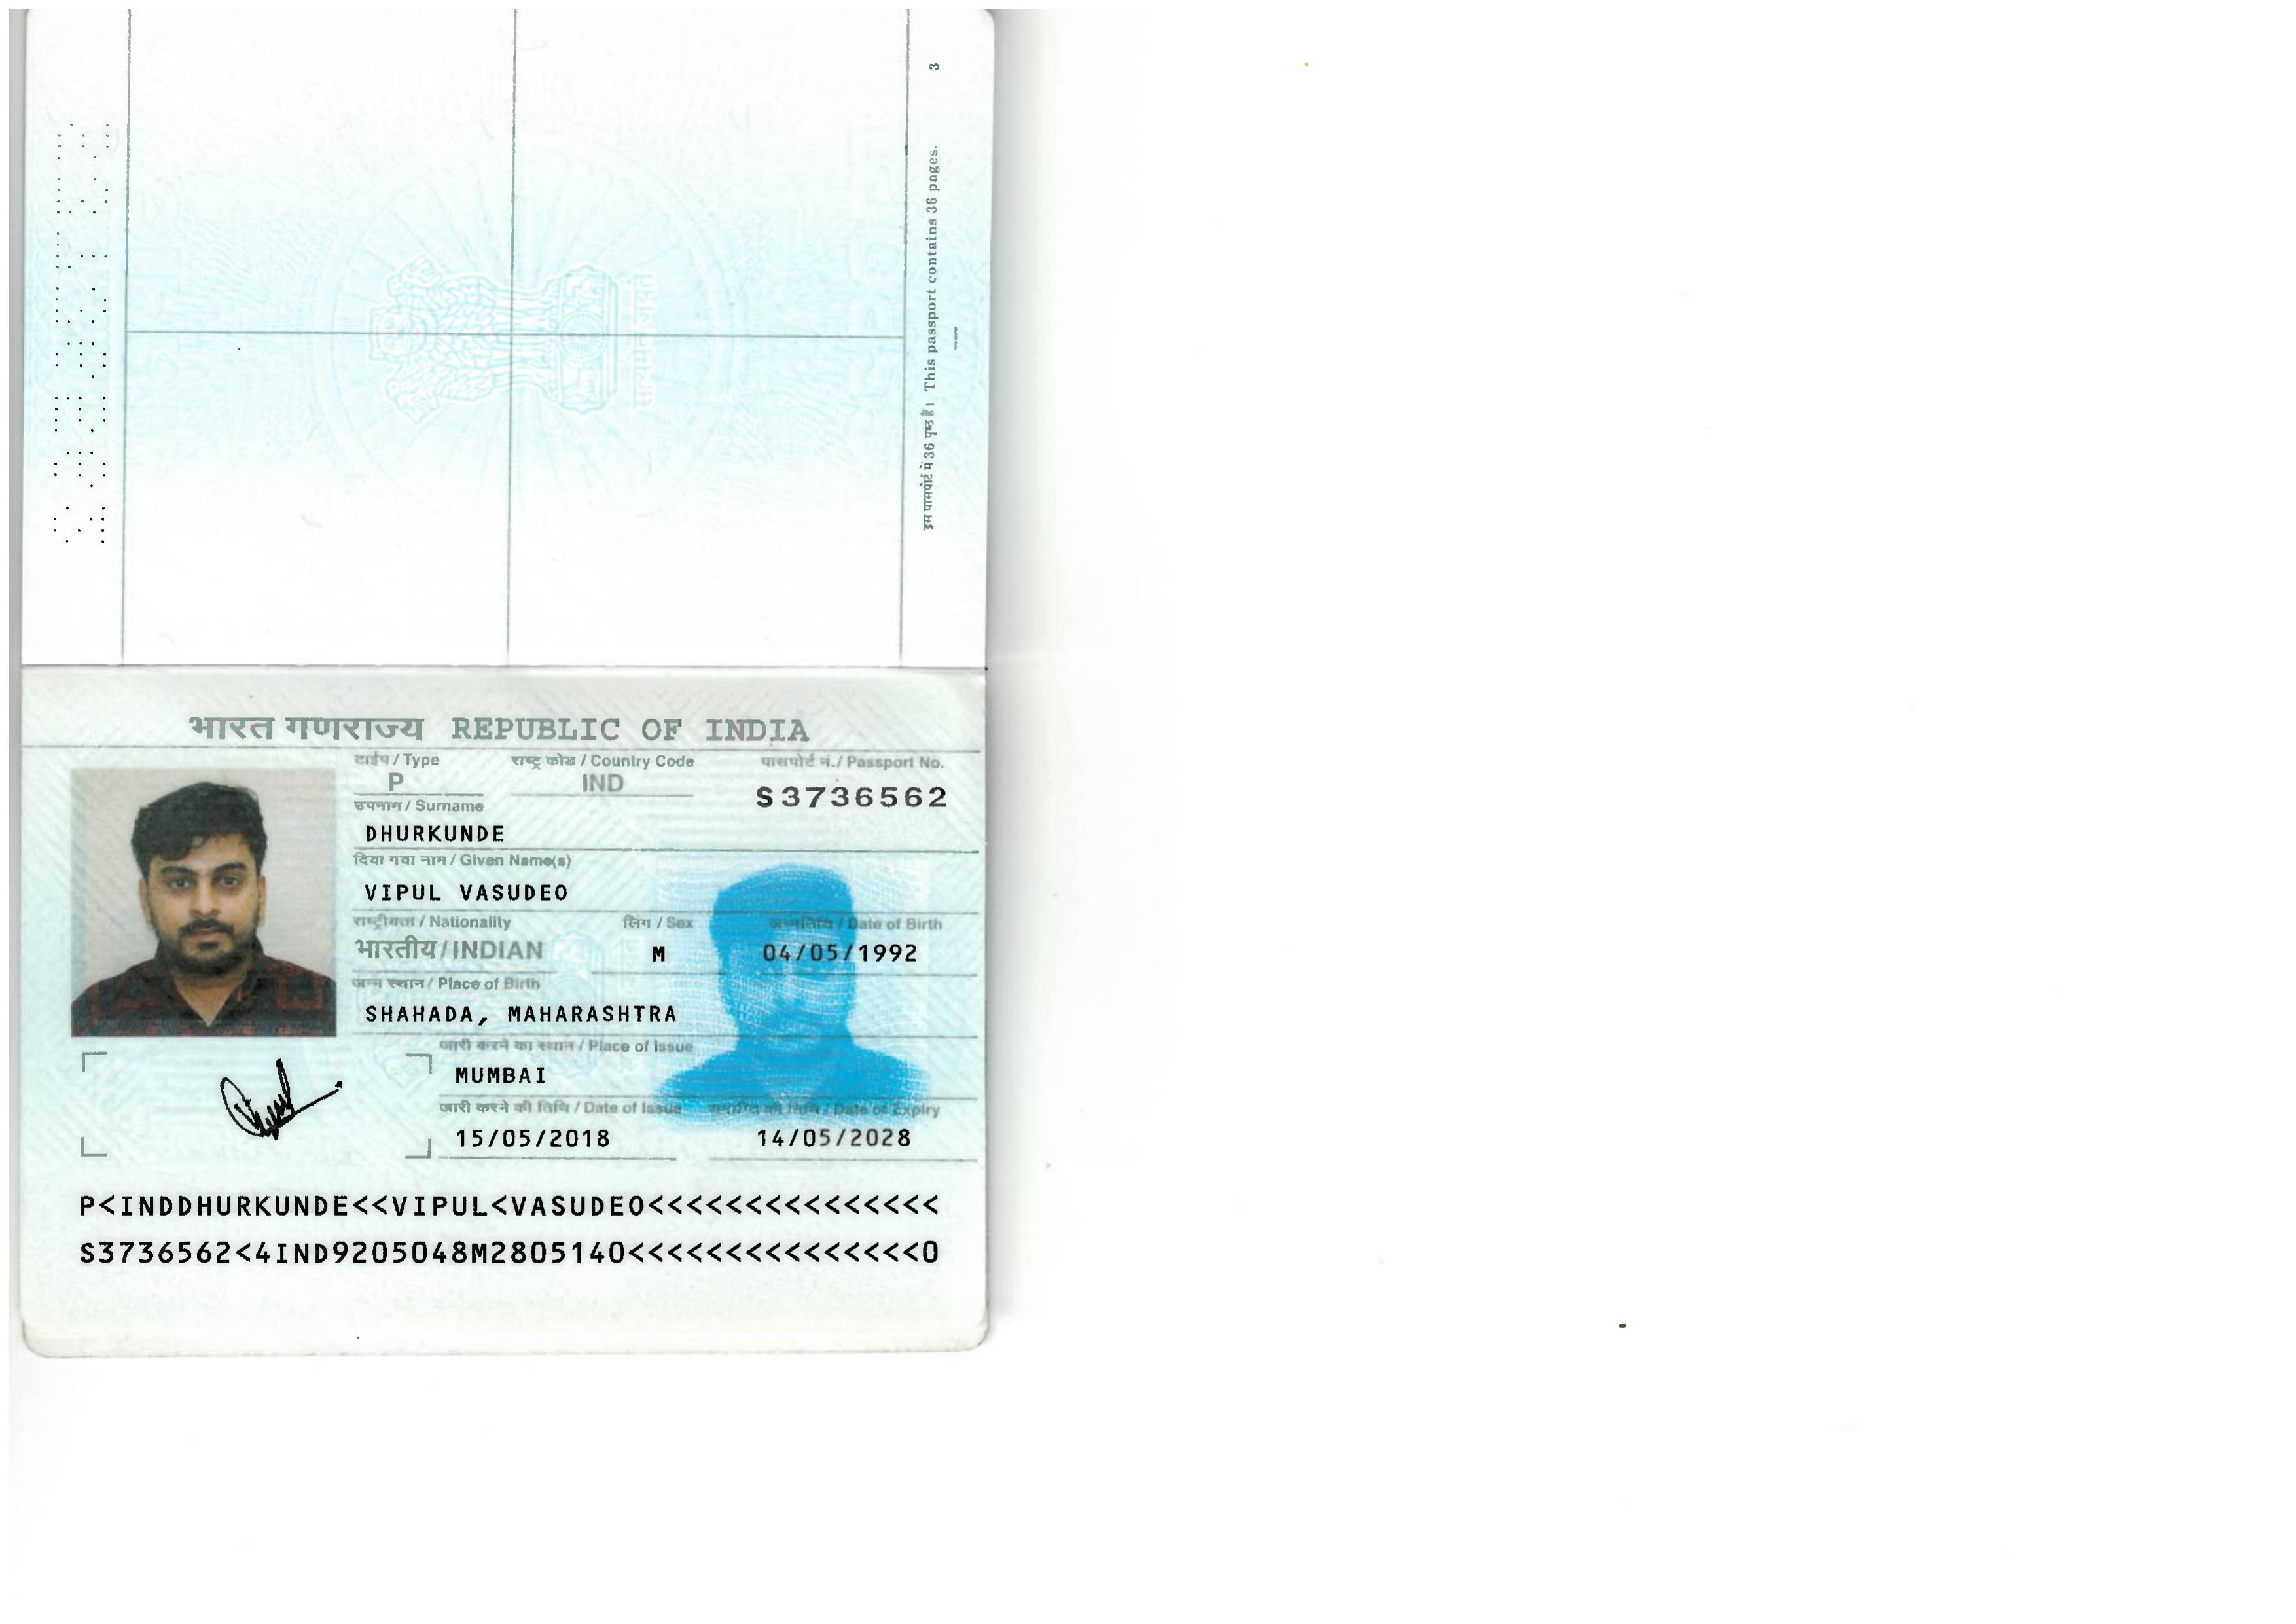 3
इस पासपोर्ट में 36 पृष्ठ हैं। This passport contains 36 pages.
भारत गणराज्य REPUBLIC OF INDIA
टाईप / Type राष्ट्र कोड / Country Code पासपोर्ट नं./ Passport No.
P IND S3736562
उपनाम / Surname
DHURKUNDE
दिया गया नाम / Given Name(s)
VIPUL VASUDEO
राष्ट्रीयता / Nationality लिंग / Sex जन्मतिथि / Date of Birth
भारतीय/INDIAN M 04/05/1992
जन्म स्थान / Place of Birth
SHAHADA, MAHARASHTRA
जारी करने का स्थान / Place of Issue
MUMBAI
जारी करने की तिथि / Date of Issue समाप्ति की तिथि / Date of Expiry
15/05/2018 14/05/2028
P<INDDHURKUNDE<<VIPUL<VASUDEO<<<<<<<<<<<<<<<
S3736562<4IND9205048M2805140<<<<<<<<<<<<<<<0